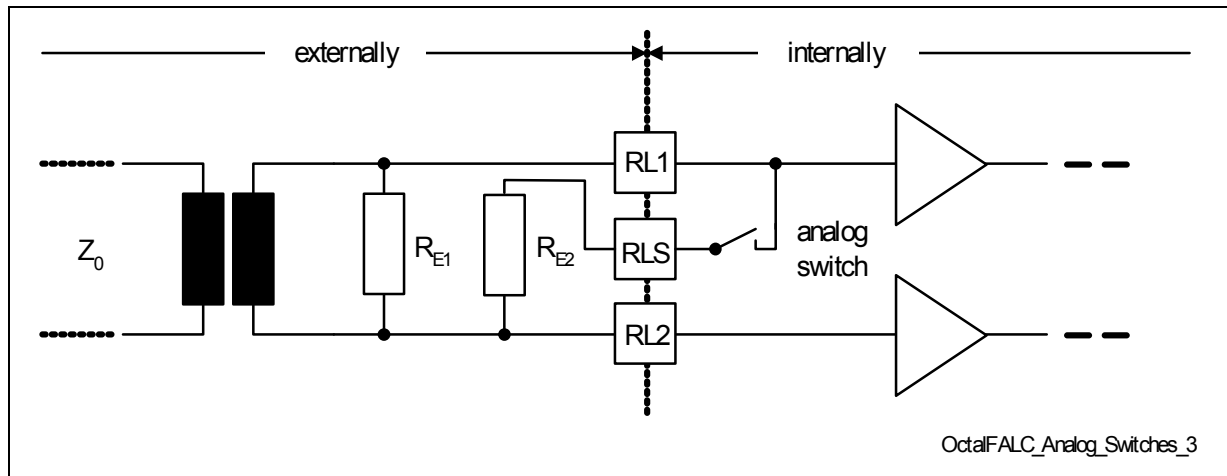 externally
internally
RL1
Z0
RE1
RE2
RLS
analog
switch
RL2
OctalFALC_Analog_Switches_3